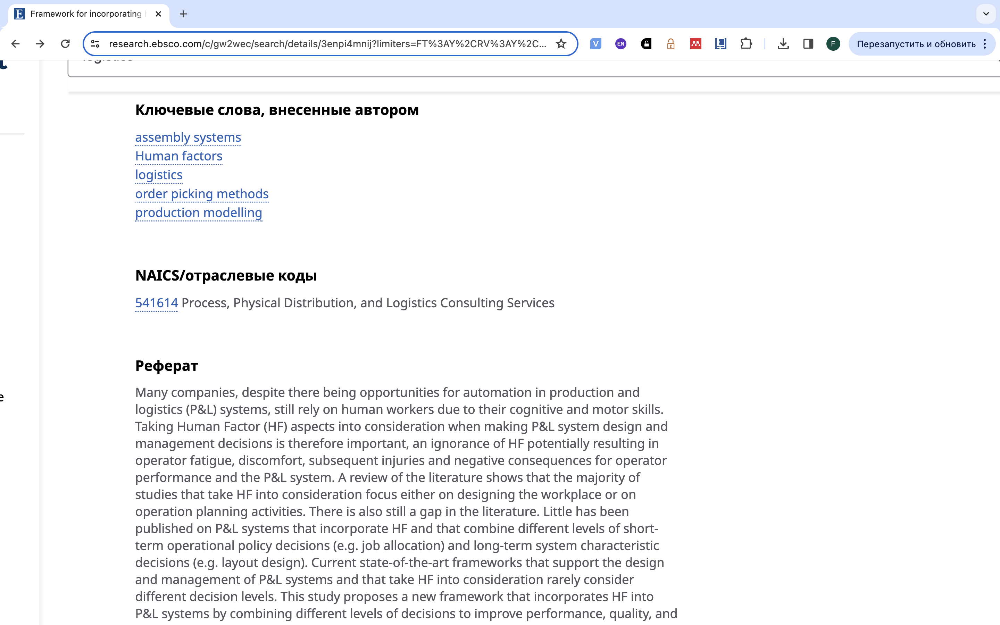 Framework for incorporating
research.ebsco.com/c/gw2wec/search/details/3enpi4mnij?limiters=FT%3AY%2CRV%3AY%2C...
V
EN
F
Перезапустить и обновить
logistics
Ключевые слова, внесенные автором
assembly systems
Human factors
logistics
order picking methods
production modelling
NAICS/отраслевые коды
541614 Process, Physical Distribution, and Logistics Consulting Services
Реферат
Many companies, despite there being opportunities for automation in production and
logistics (P&L) systems, still rely on human workers due to their cognitive and motor skills.
Taking Human Factor (HF) aspects into consideration when making P&L system design and
management decisions is therefore important, an ignorance of HF potentially resulting in
operator fatigue, discomfort, subsequent injuries and negative consequences for operator
performance and the P&L system. A review of the literature shows that the majority of
studies that take HF into consideration focus either on designing the workplace or on
operation planning activities. There is also still a gap in the literature. Little has been
published on P&L systems that incorporate HF and that combine different levels of short-
term operational policy decisions (e.g. job allocation) and long-term system characteristic
decisions (e.g. layout design). Current state-of-the-art frameworks that support the design
and management of P&L systems and that take HF into consideration rarely consider
different decision levels. This study proposes a new framework that incorporates HF into
P&L systems by combining different levels of decisions to improve performance, quality, and